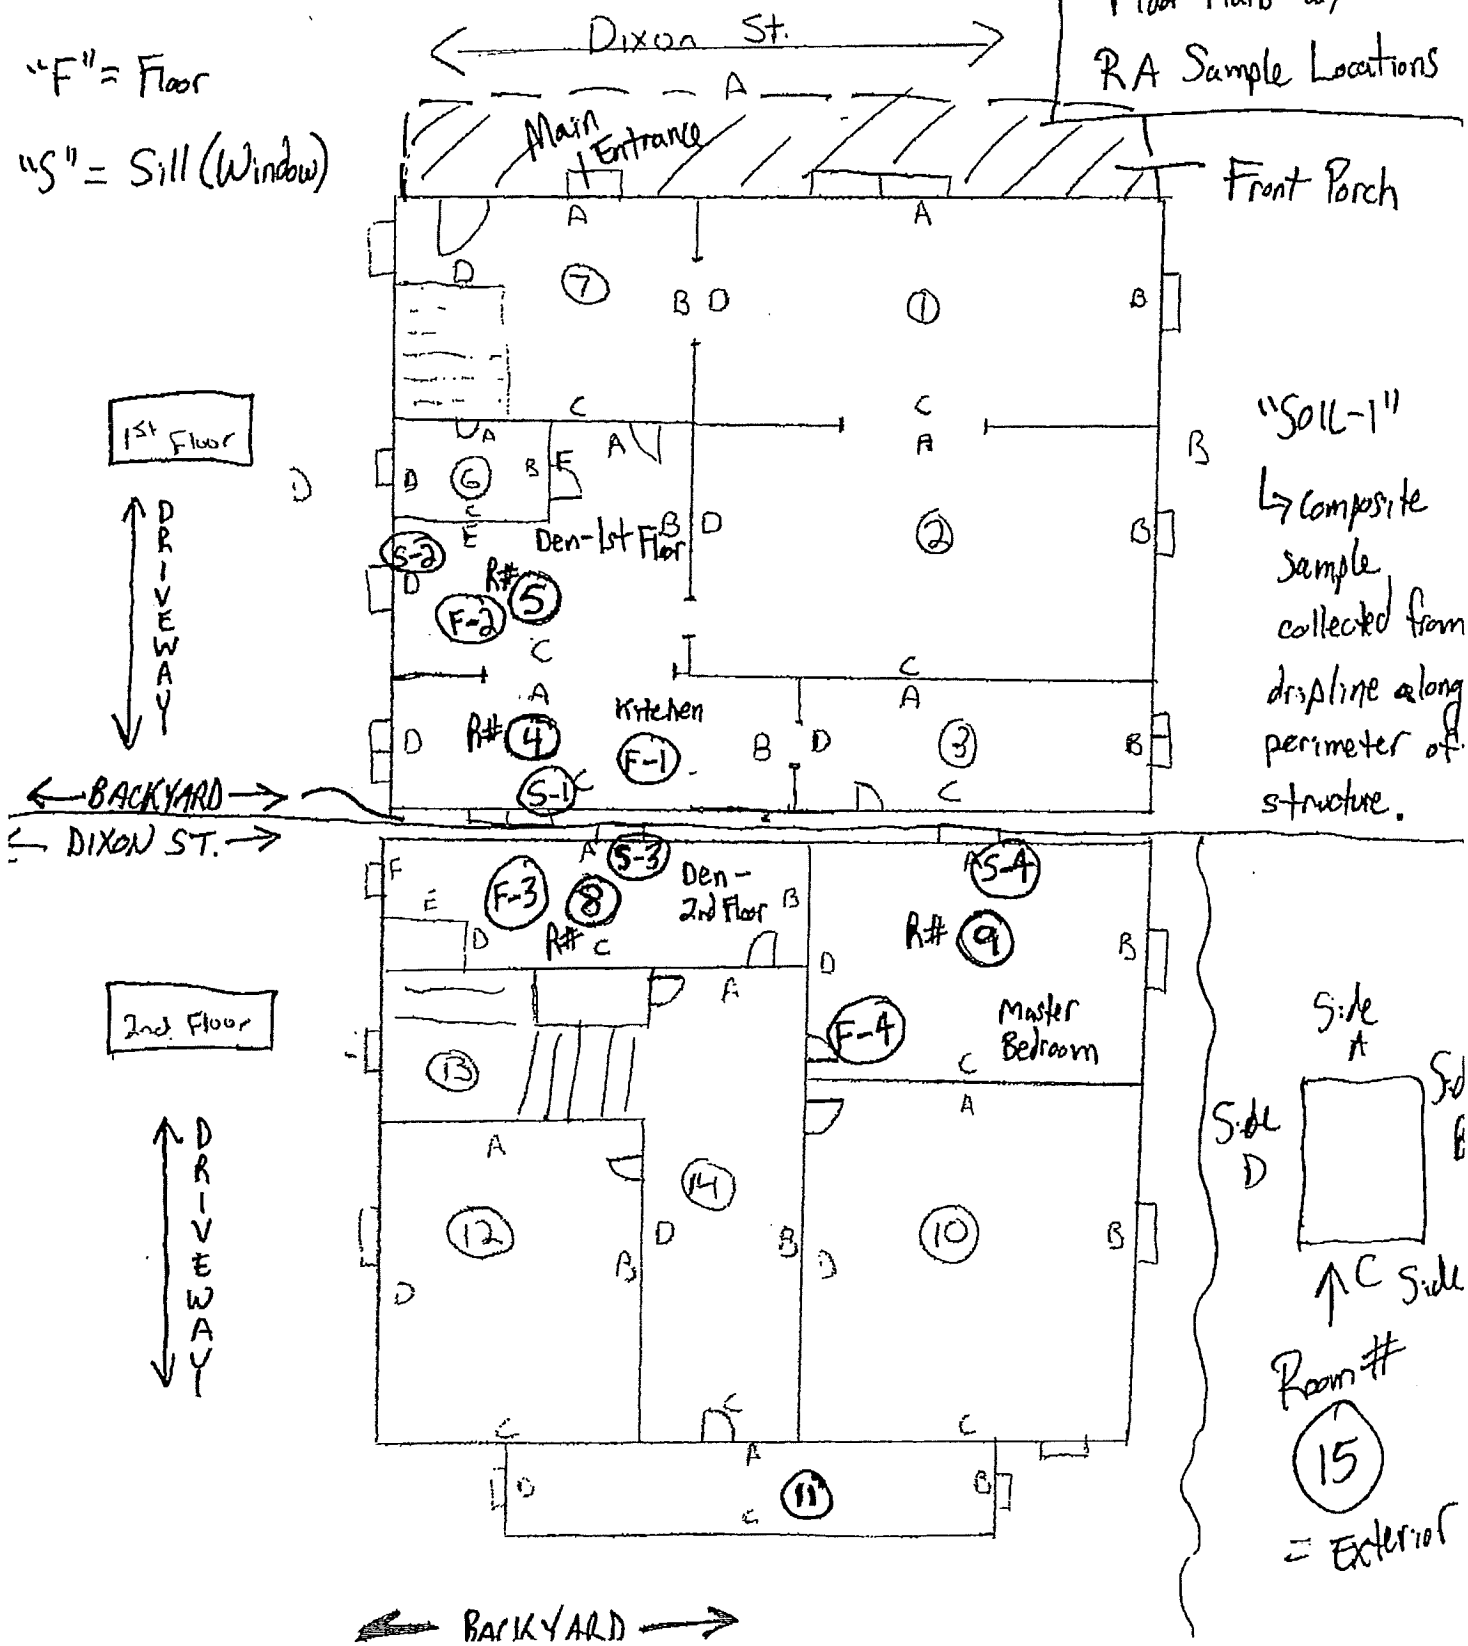 Dixon St.
RA Sample Locations
"F" = Floor
"S" = Sill (Window)
A
Main
Entrance
Front Porch
A
A
D
7
B
D
1
B
C
C
1st Floor
D
A
A
A
D
6
B
E
C
E
Den-1st Floor
B
D
2
B
B
S-2
D
R#
5
F-2
C
C
A
A
Kitchen
R#
4
F-1
D
B
D
3
B
S-1
C
C
DRIVEWAY
"SOIL-1"
Composite
sample
collected from
dripline along
perimeter of
structure.
BACKYARD
DIXON ST.
F
A
S-3
A
S-4
F-3
8
Den-
2nd Floor
B
E
D
R#
C
R#
9
D
B
A
2nd Floor
F-4
Master
Bedroom
C
13
A
A
14
12
D
B
10
B
B
D
D
DRIVEWAY
C
C
C
A
D
11
B
C
Side
A
Side
D
C Side
Room #
15
= Exterior
BACKYARD